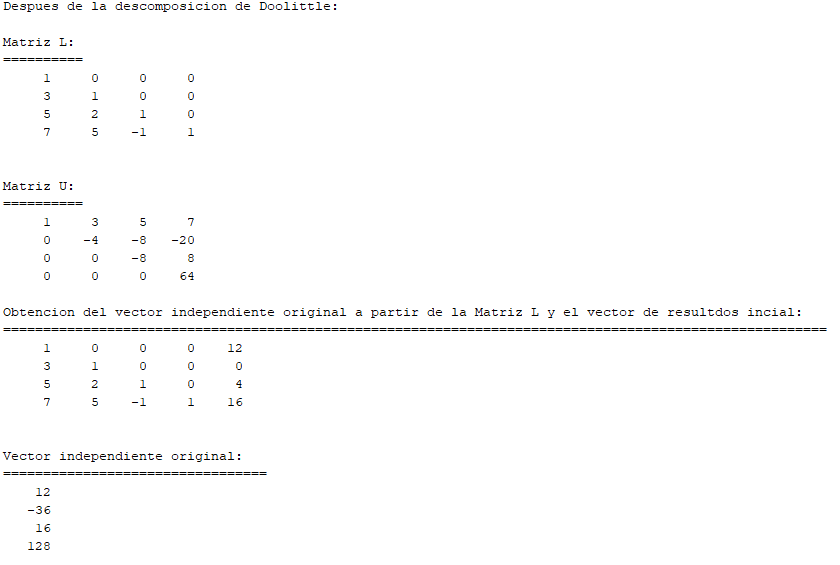 Despues de la descomposicion de Doolittle:
Matriz L:
==========
1 0 0 0
3 1 0 0
5 2 1 0
7 5 -1 1
Matriz U:
==========
1 3 5 7
0 -4 -8 -20
0 0 -8 8
0 0 0 64
Obtencion del vector independiente original a partir de la Matriz L y el vector de resultdos incial:
=======================================================================================================
1 0 0 0 12
3 1 0 0 0
5 2 1 0 4
7 5 -1 1 16
Vector independiente original:
=================================
12
-36
16
128